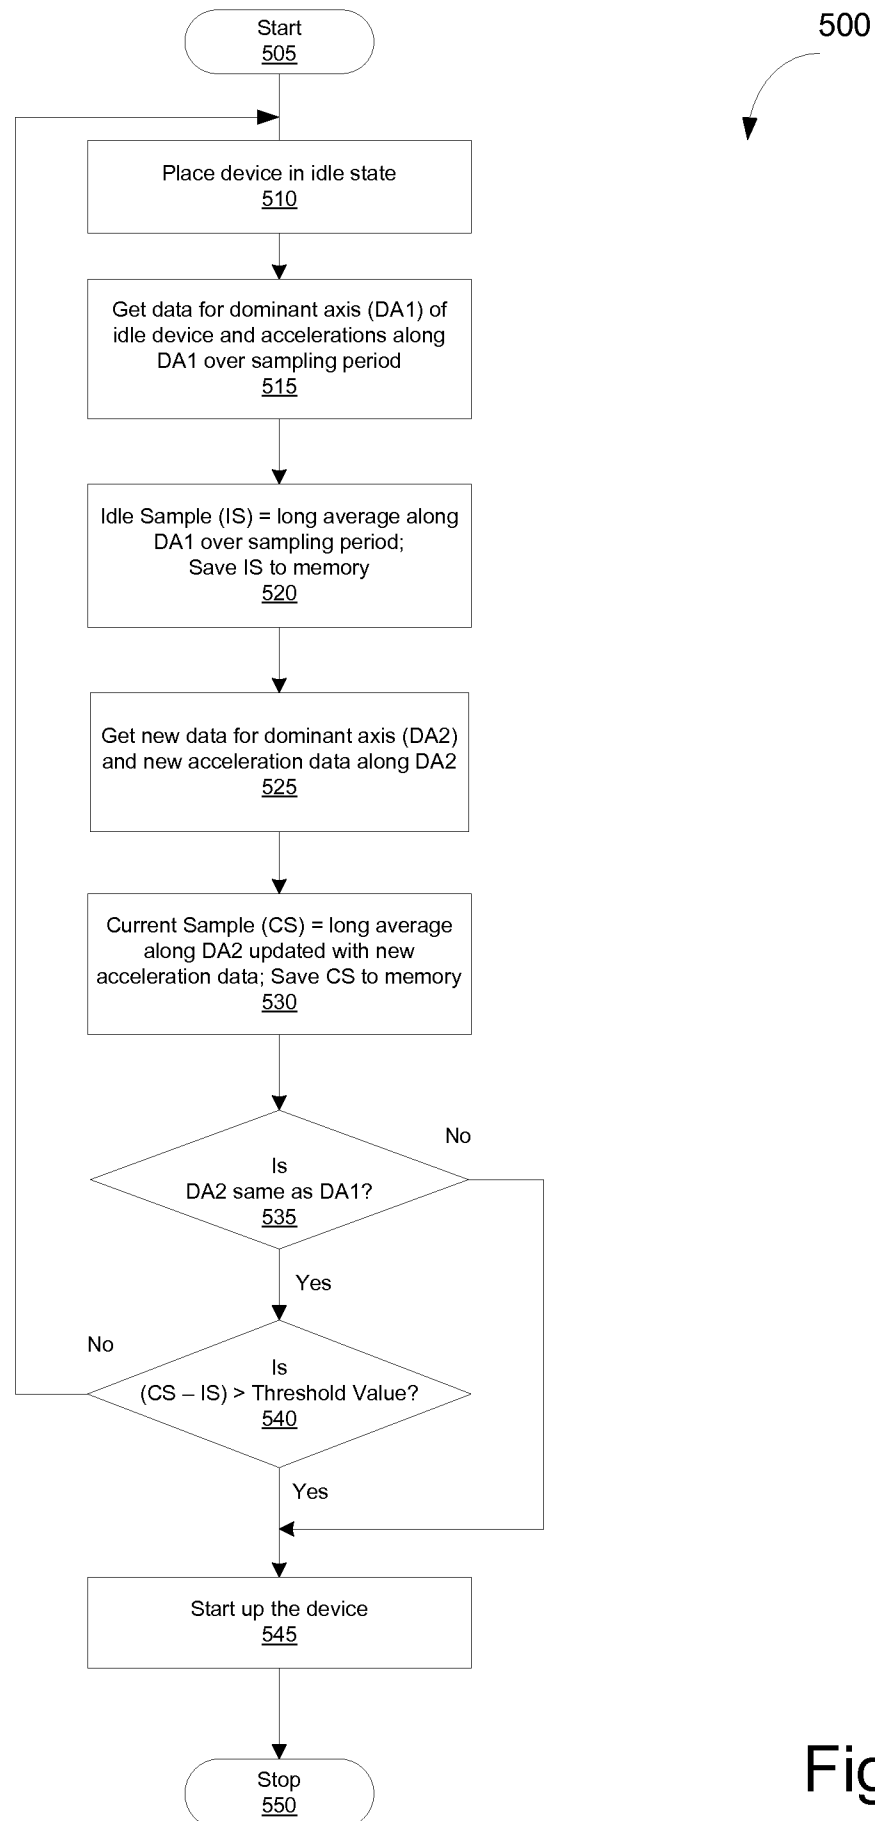 500
Start
505
Place device in idle state
510
Get data for dominant axis (DA1) of
idle device and accelerations along
DA1 over sampling period
515
Idle Sample (IS) = long average along
DA1 over sampling period;
Save IS to memory
520
Get new data for dominant axis (DA2)
and new acceleration data along DA2
525
Current Sample (CS) = long average
along DA2 updated with new
acceleration data; Save CS to memory
530
No
Is
DA2 same as DA1?
535
Yes
No
Is
(CS – IS) > Threshold Value?
540
Yes
Start up the device
545
Stop
550